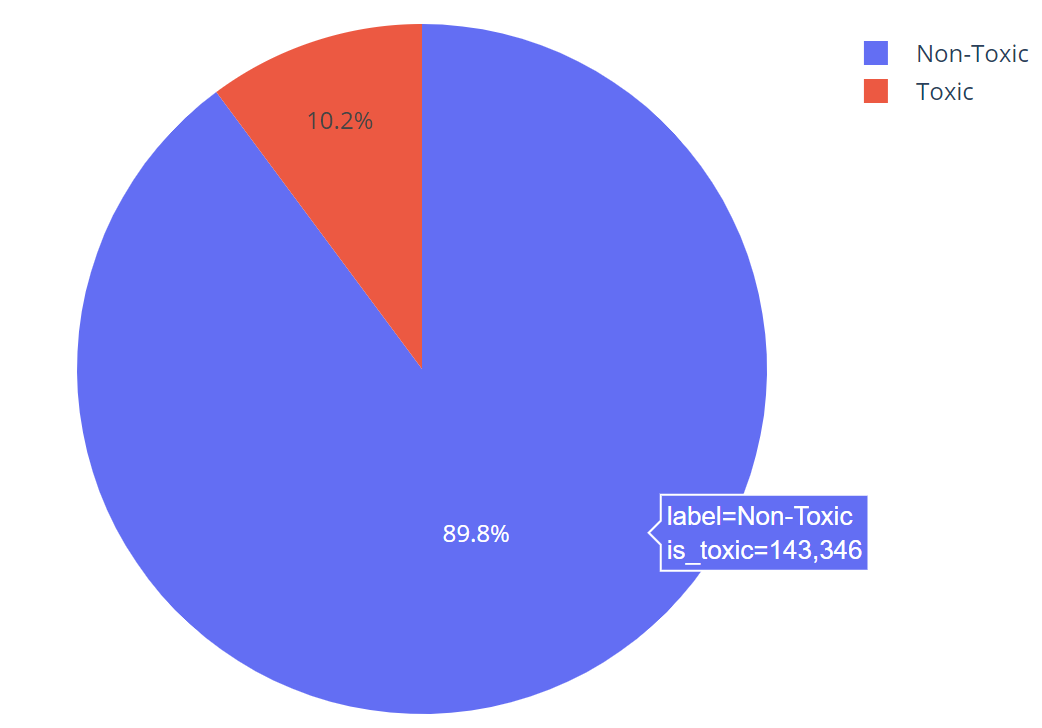 Non-Toxic
Toxic
10.2%
89.8%
label=Non-Toxic
is_toxic=143,346